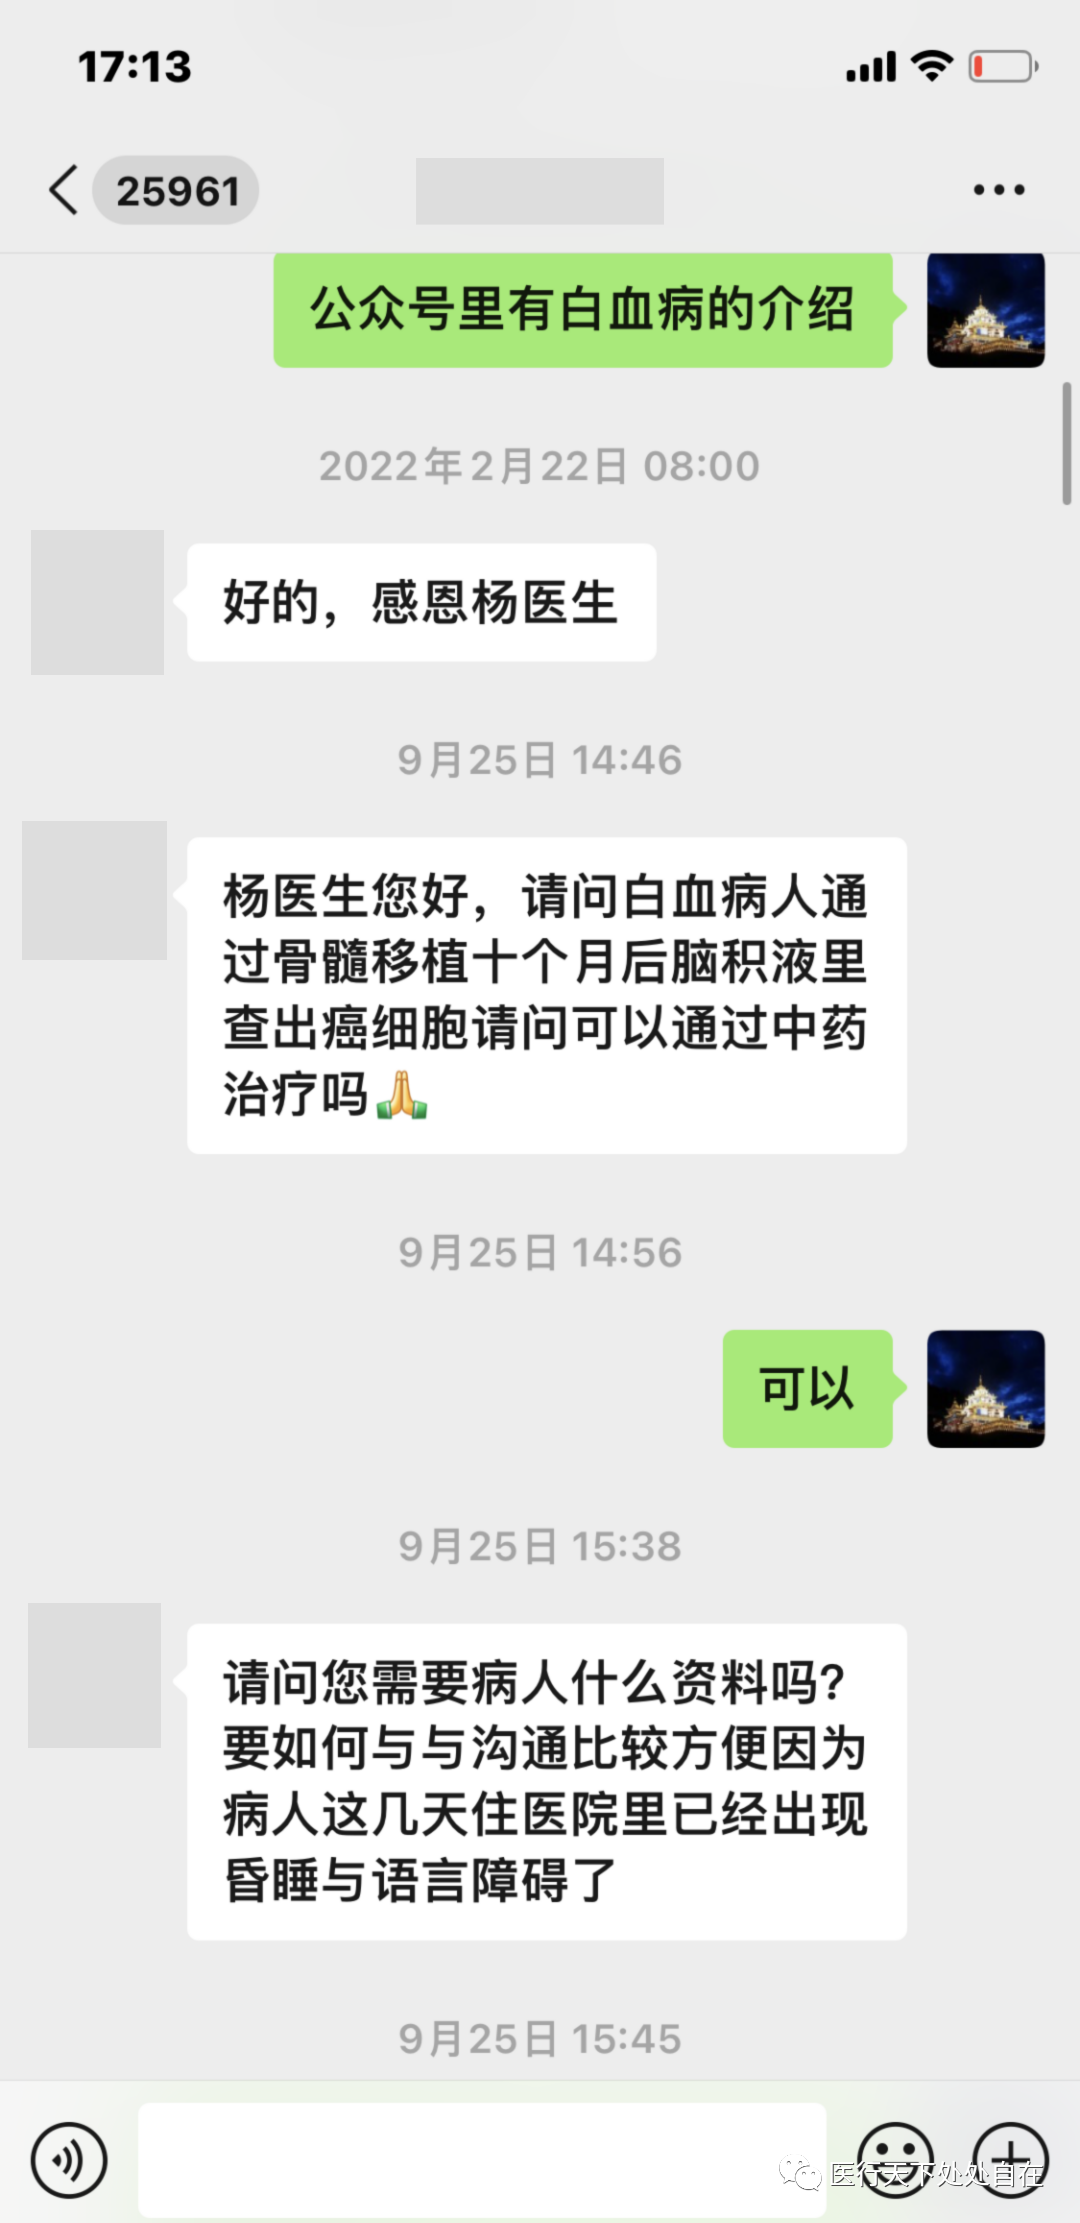 17:13
25961
公众号里有白血病的介绍
2022年2月22日 08:00
好的，感恩杨医生
9月25日 14:46
杨医生您好，请问白血病人通
过骨髓移植十个月后脑积液里
查出癌细胞请问可以通过中药
治疗吗🙏
9月25日 14:56
可以
9月25日 15:38
请问您需要病人什么资料吗?
要如何与与沟通比较方便因为
病人这几天住医院里已经出现
昏睡与语言障碍了
9月25日 15:45
医行天下处处自在